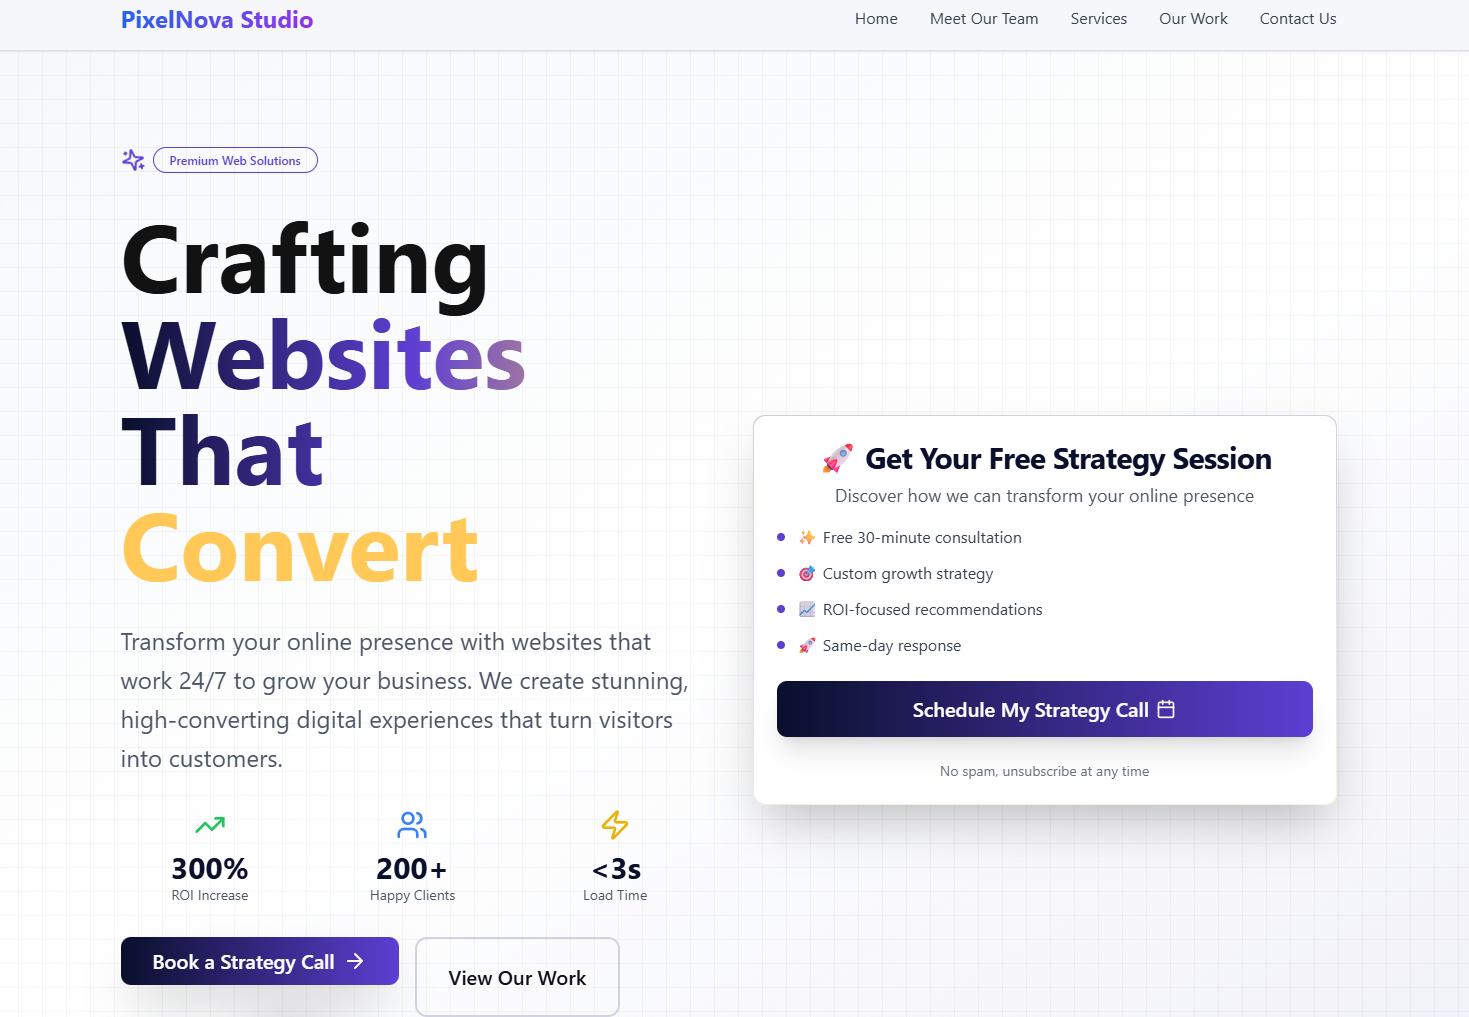 PixelNova Studio
Home
Meet Our Team
Services
Our Work
Contact Us
Premium Web Solutions
Crafting
Websites
That
Convert
Transform your online presence with websites that
work 24/7 to grow your business. We create stunning,
high-converting digital experiences that turn visitors
into customers.
300%
ROI Increase
200+
Happy Clients
<3s
Load Time
Book a Strategy Call
View Our Work
🚀 Get Your Free Strategy Session
Discover how we can transform your online presence
✨ Free 30-minute consultation
🎯 Custom growth strategy
📈 ROI-focused recommendations
🚀 Same-day response
Schedule My Strategy Call
No spam, unsubscribe at any time